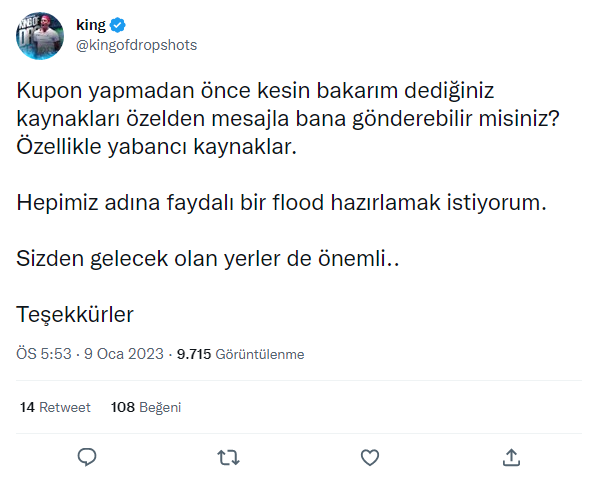 king
@kingofdropshots
Kupon yapmadan önce kesin bakarım dediğiniz
kaynakları özelden mesajla bana gönderebilir misiniz?
Özellikle yabancı kaynaklar.
Hepimiz adına faydalı bir flood hazırlamak istiyorum.
Sizden gelecek olan yerler de önemli..
Teşekkürler
ÖS 5:53 · 9 Oca 2023 · 9.715 Görüntülenme
14 Retweet 108 Beğeni